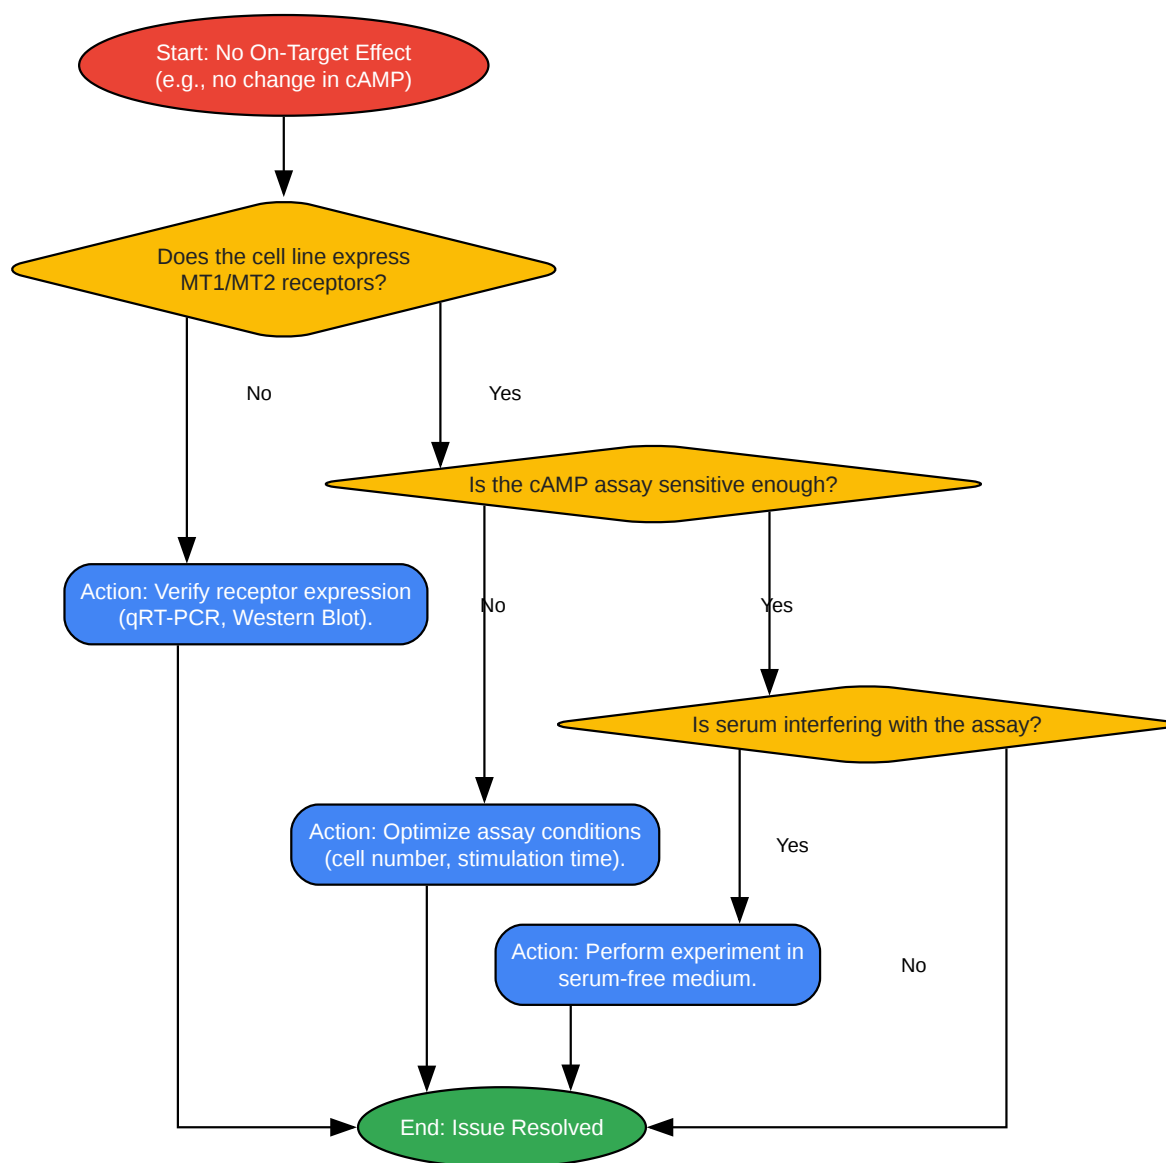 Start: No On-Target Effect
(e.g., no change in cAMP)
Does the cell line express
MT1/MT2 receptors?
No
Yes
Is the cAMP assay sensitive enough?
Action: Verify receptor expression
(qRT-PCR, Western Blot).
No
Yes
Is serum interfering with the assay?
Action: Optimize assay conditions
(cell number, stimulation time).
Yes
Action: Perform experiment in
serum-free medium.
No
End: Issue Resolved